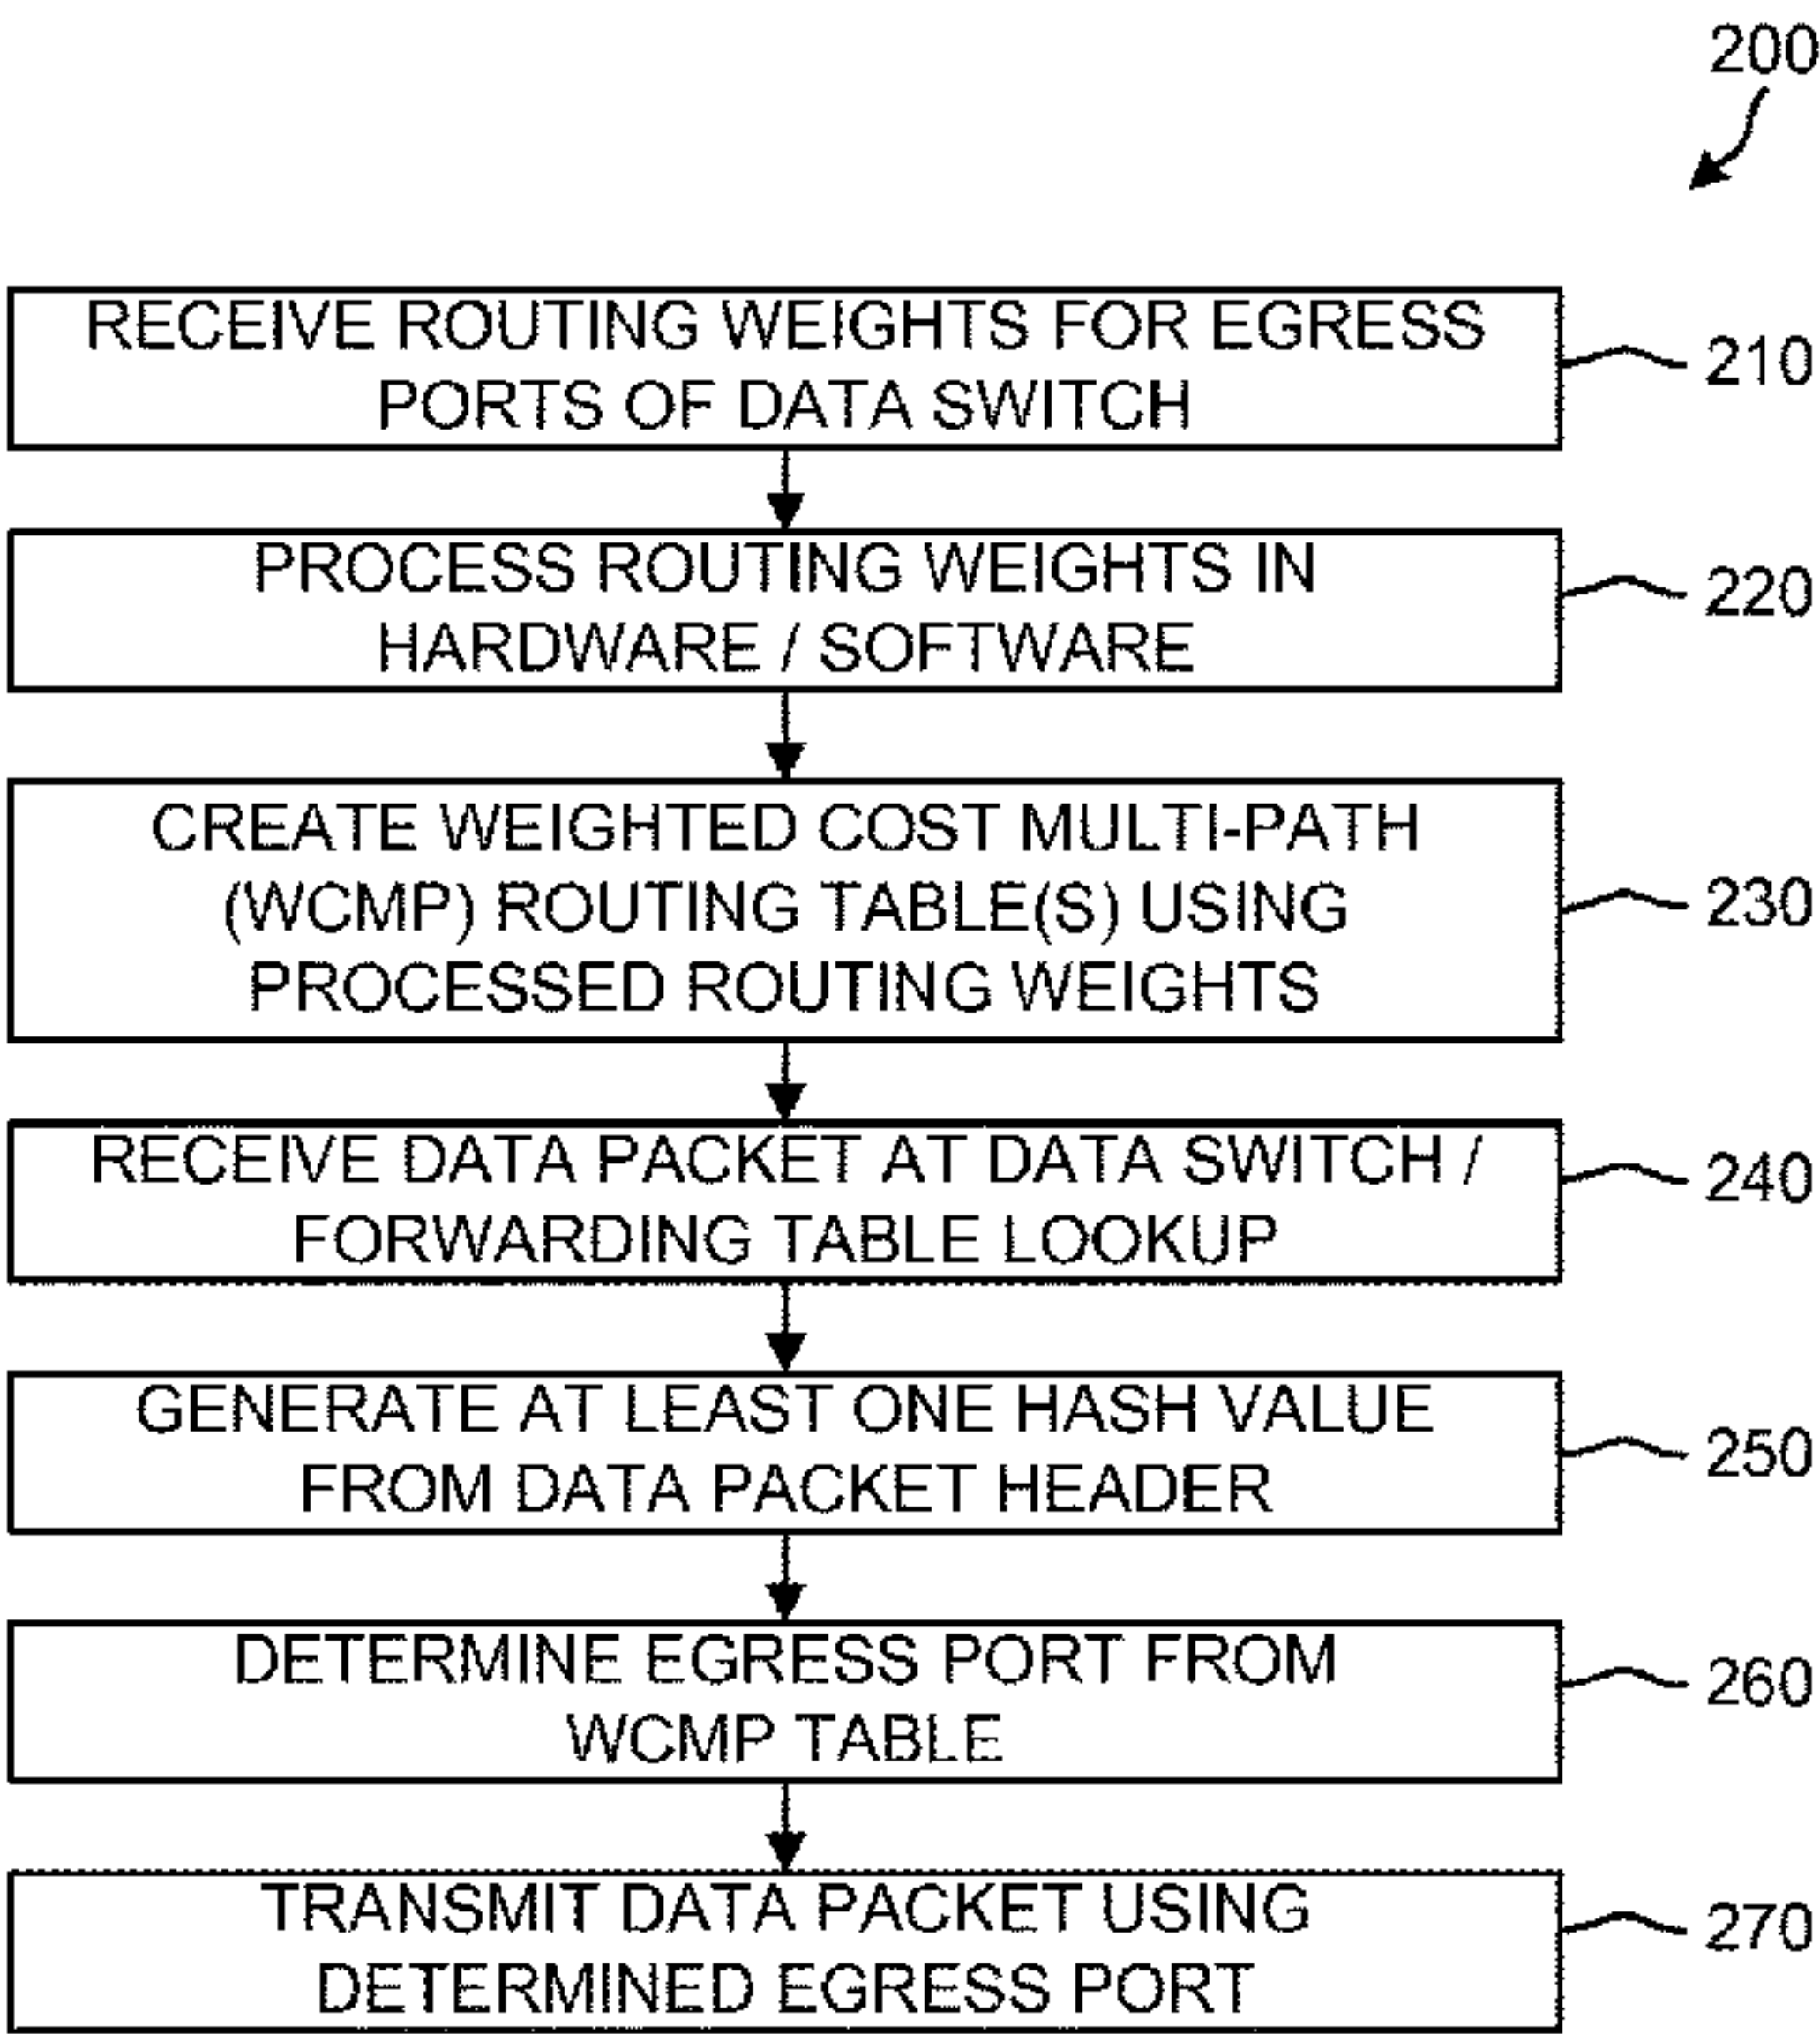 200
RECEIVE ROUTING WEIGHTS FOR EGRESS
PORTS OF DATA SWITCH
210
PROCESS ROUTING WEIGHTS IN
HARDWARE / SOFTWARE
220
CREATE WEIGHTED COST MULTI-PATH
(WCMP) ROUTING TABLE(S) USING
PROCESSED ROUTING WEIGHTS
230
RECEIVE DATA PACKET AT DATA SWITCH /
FORWARDING TABLE LOOKUP
240
GENERATE AT LEAST ONE HASH VALUE
FROM DATA PACKET HEADER
250
DETERMINE EGRESS PORT FROM
WCMP TABLE
260
TRANSMIT DATA PACKET USING
DETERMINED EGRESS PORT
270